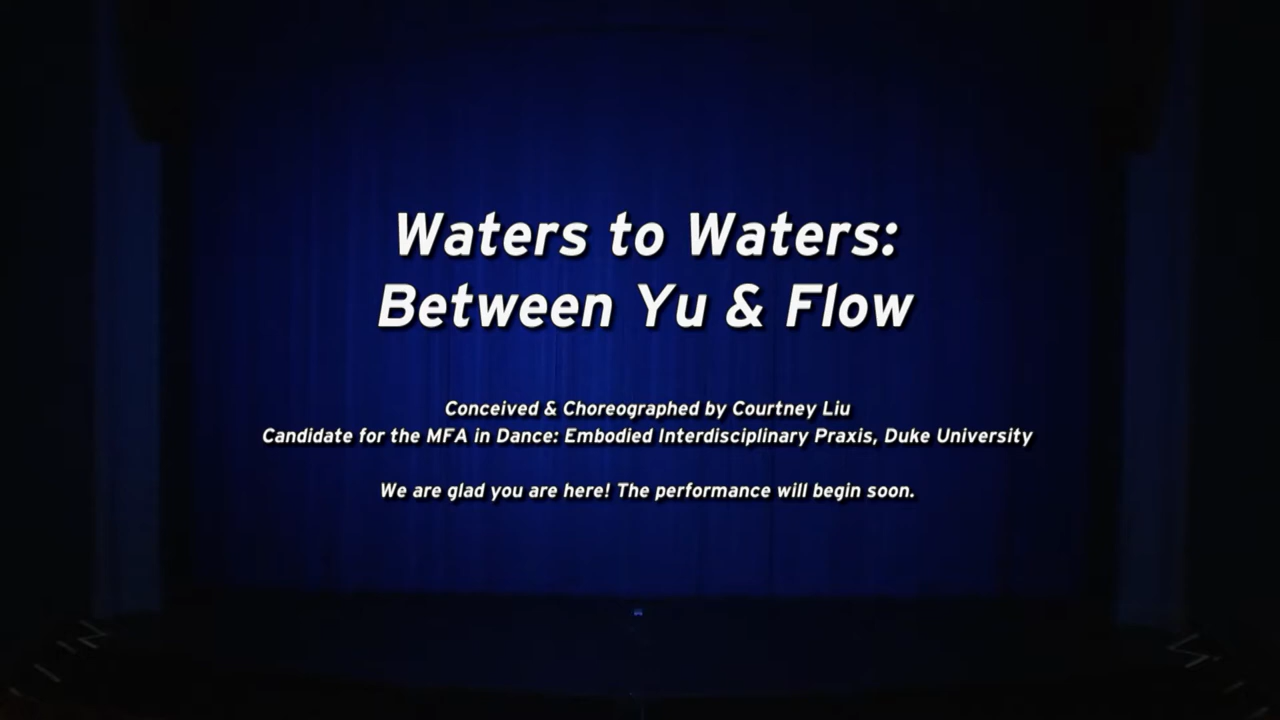 Waters to Waters:
Between Yu & Flow
Conceived & Choreographed by Courtney Liu
Candidate for the MFA in Dance: Embodied Interdisciplinary Praxis, Duke University
We are glad you are here! The performance will begin soon.